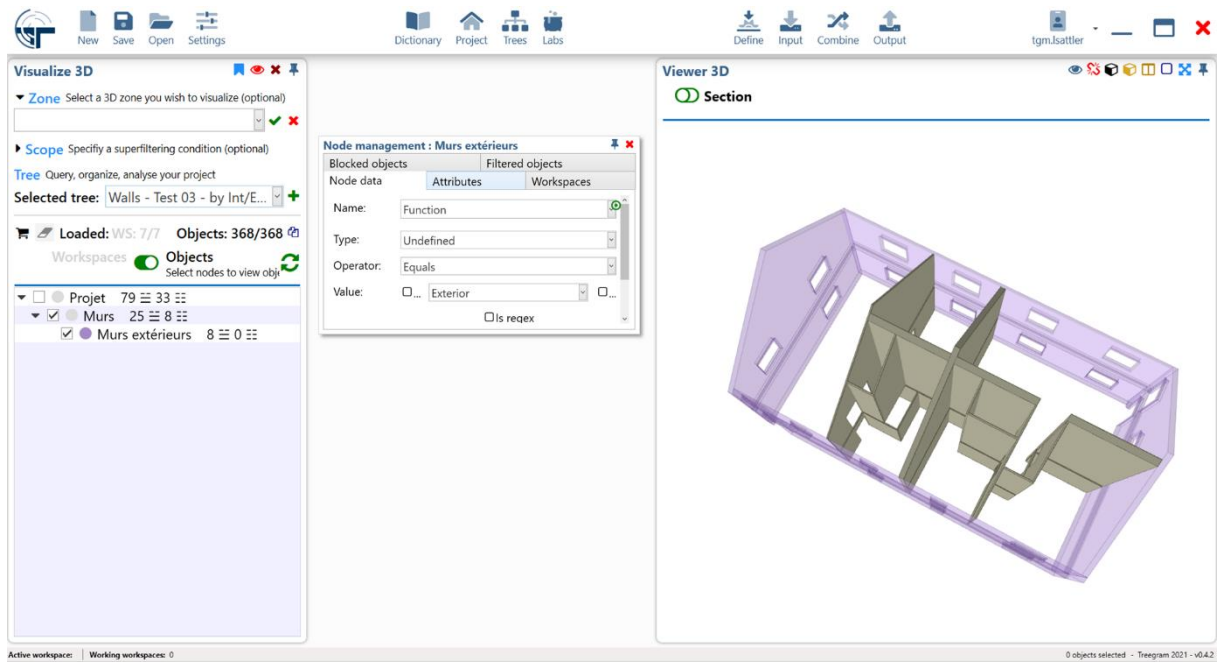 New Save Open Settings
Dictionary Project Trees Labs
Define Input Combine Output
tgm.lsattler
Visualize 3D
Zone Select a 3D zone you wish to visualize (optional)
Scope Specifiy a superfiltering condition (optional)
Tree Query, organize, analyse your project
Selected tree: Walls - Test 03 - by Int/E...
Loaded: WS: 7/7 Objects: 368/368
Workspaces Objects
Select nodes to view obje
Projet 79 33
Murs 25 8
Murs extérieurs 8 0
Node management : Murs extérieurs
Blocked objects Filtered objects
Node data Attributes Workspaces
Name: Function
Type: Undefined
Operator: Equals
Value: ... Exterior ...
Is regex
Viewer 3D
Section
Active workspace: Working workspaces: 0
0 objects selected - Treegram 2021 - v0.4.2